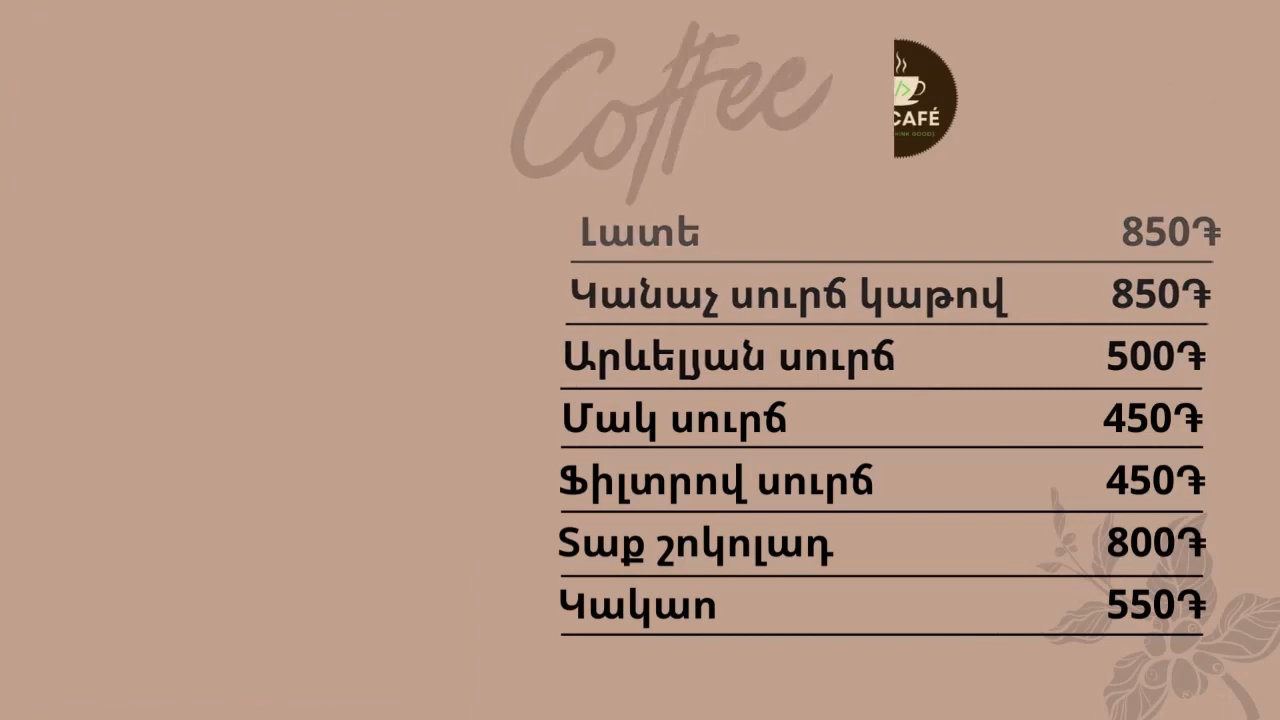 Coffee
CAFÉ
Լատե 850֏
Կանաչ սուրճ կաթով 850֏
Արևելյան սուրճ 500֏
Մակ սուրճ 450֏
Ֆիլտրով սուրճ 450֏
Տաք շոկոլադ 800֏
Կակաո 550֏